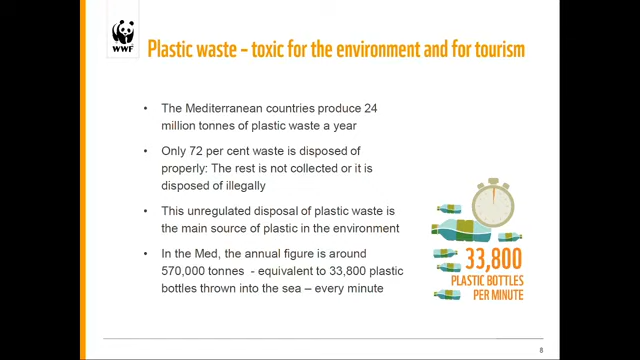 WWF
Plastic waste – toxic for the environment and for tourism
• The Mediterranean countries produce 24
million tonnes of plastic waste a year
• Only 72 per cent waste is disposed of
properly: The rest is not collected or it is
disposed of illegally
• This unregulated disposal of plastic waste is
the main source of plastic in the environment
• In the Med, the annual figure is around
570,000 tonnes - equivalent to 33,800 plastic
bottles thrown into the sea – every minute
33,800
PLASTIC BOTTLES
PER MINUTE
8